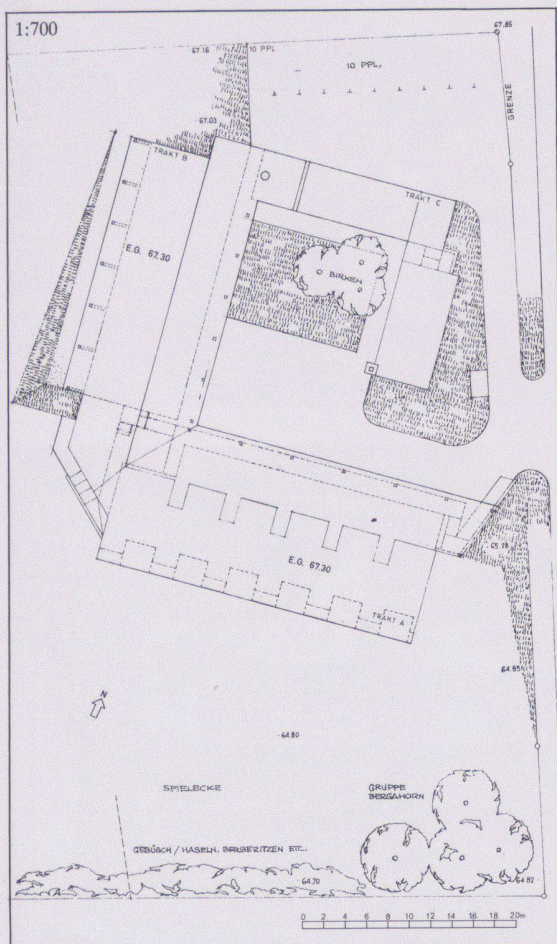 1:700
67.85
67.16
10 PPL
10 PPL,
GRENZE
67.03
TRAKT B
TRAKT C
E.G. 67.30
BIRKEN
E.G. 67.30
65.78
TRAKT A
64.85
N
64.80
SPIELECKE
GRUPPE
BERGAHORN
GEBÜSCH / HASELN, BERBERITZEN ETC.
64.70
64.82
0 2 4 6 8 10 12 14 16 18 20m